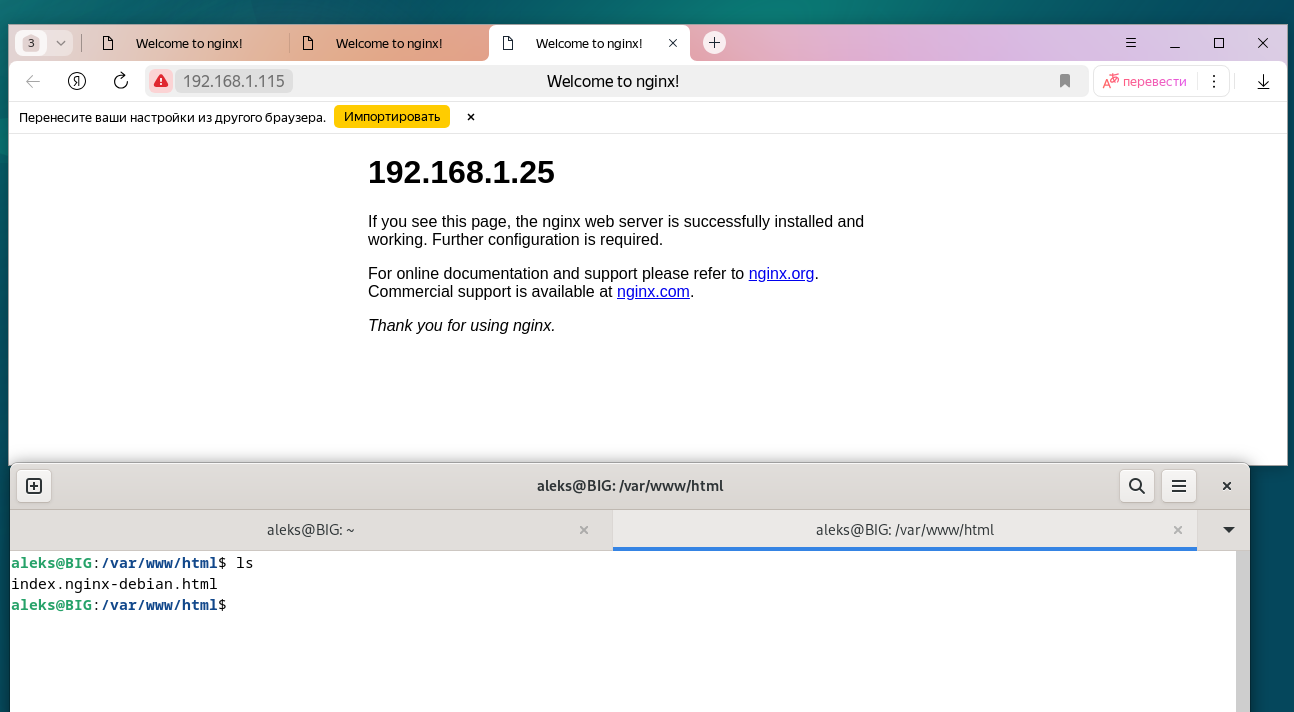 3
Welcome to nginx!
Welcome to nginx!
Welcome to nginx!
192.168.1.115
Welcome to nginx!
перевести
Перенесите ваши настройки из другого браузера.
Импортировать
192.168.1.25
If you see this page, the nginx web server is successfully installed and
working. Further configuration is required.
For online documentation and support please refer to nginx.org.
Commercial support is available at nginx.com.
Thank you for using nginx.
aleks@BIG: /var/www/html
aleks@BIG: ~
aleks@BIG: /var/www/html
aleks@BIG:/var/www/html$ ls
index.nginx-debian.html
aleks@BIG:/var/www/html$